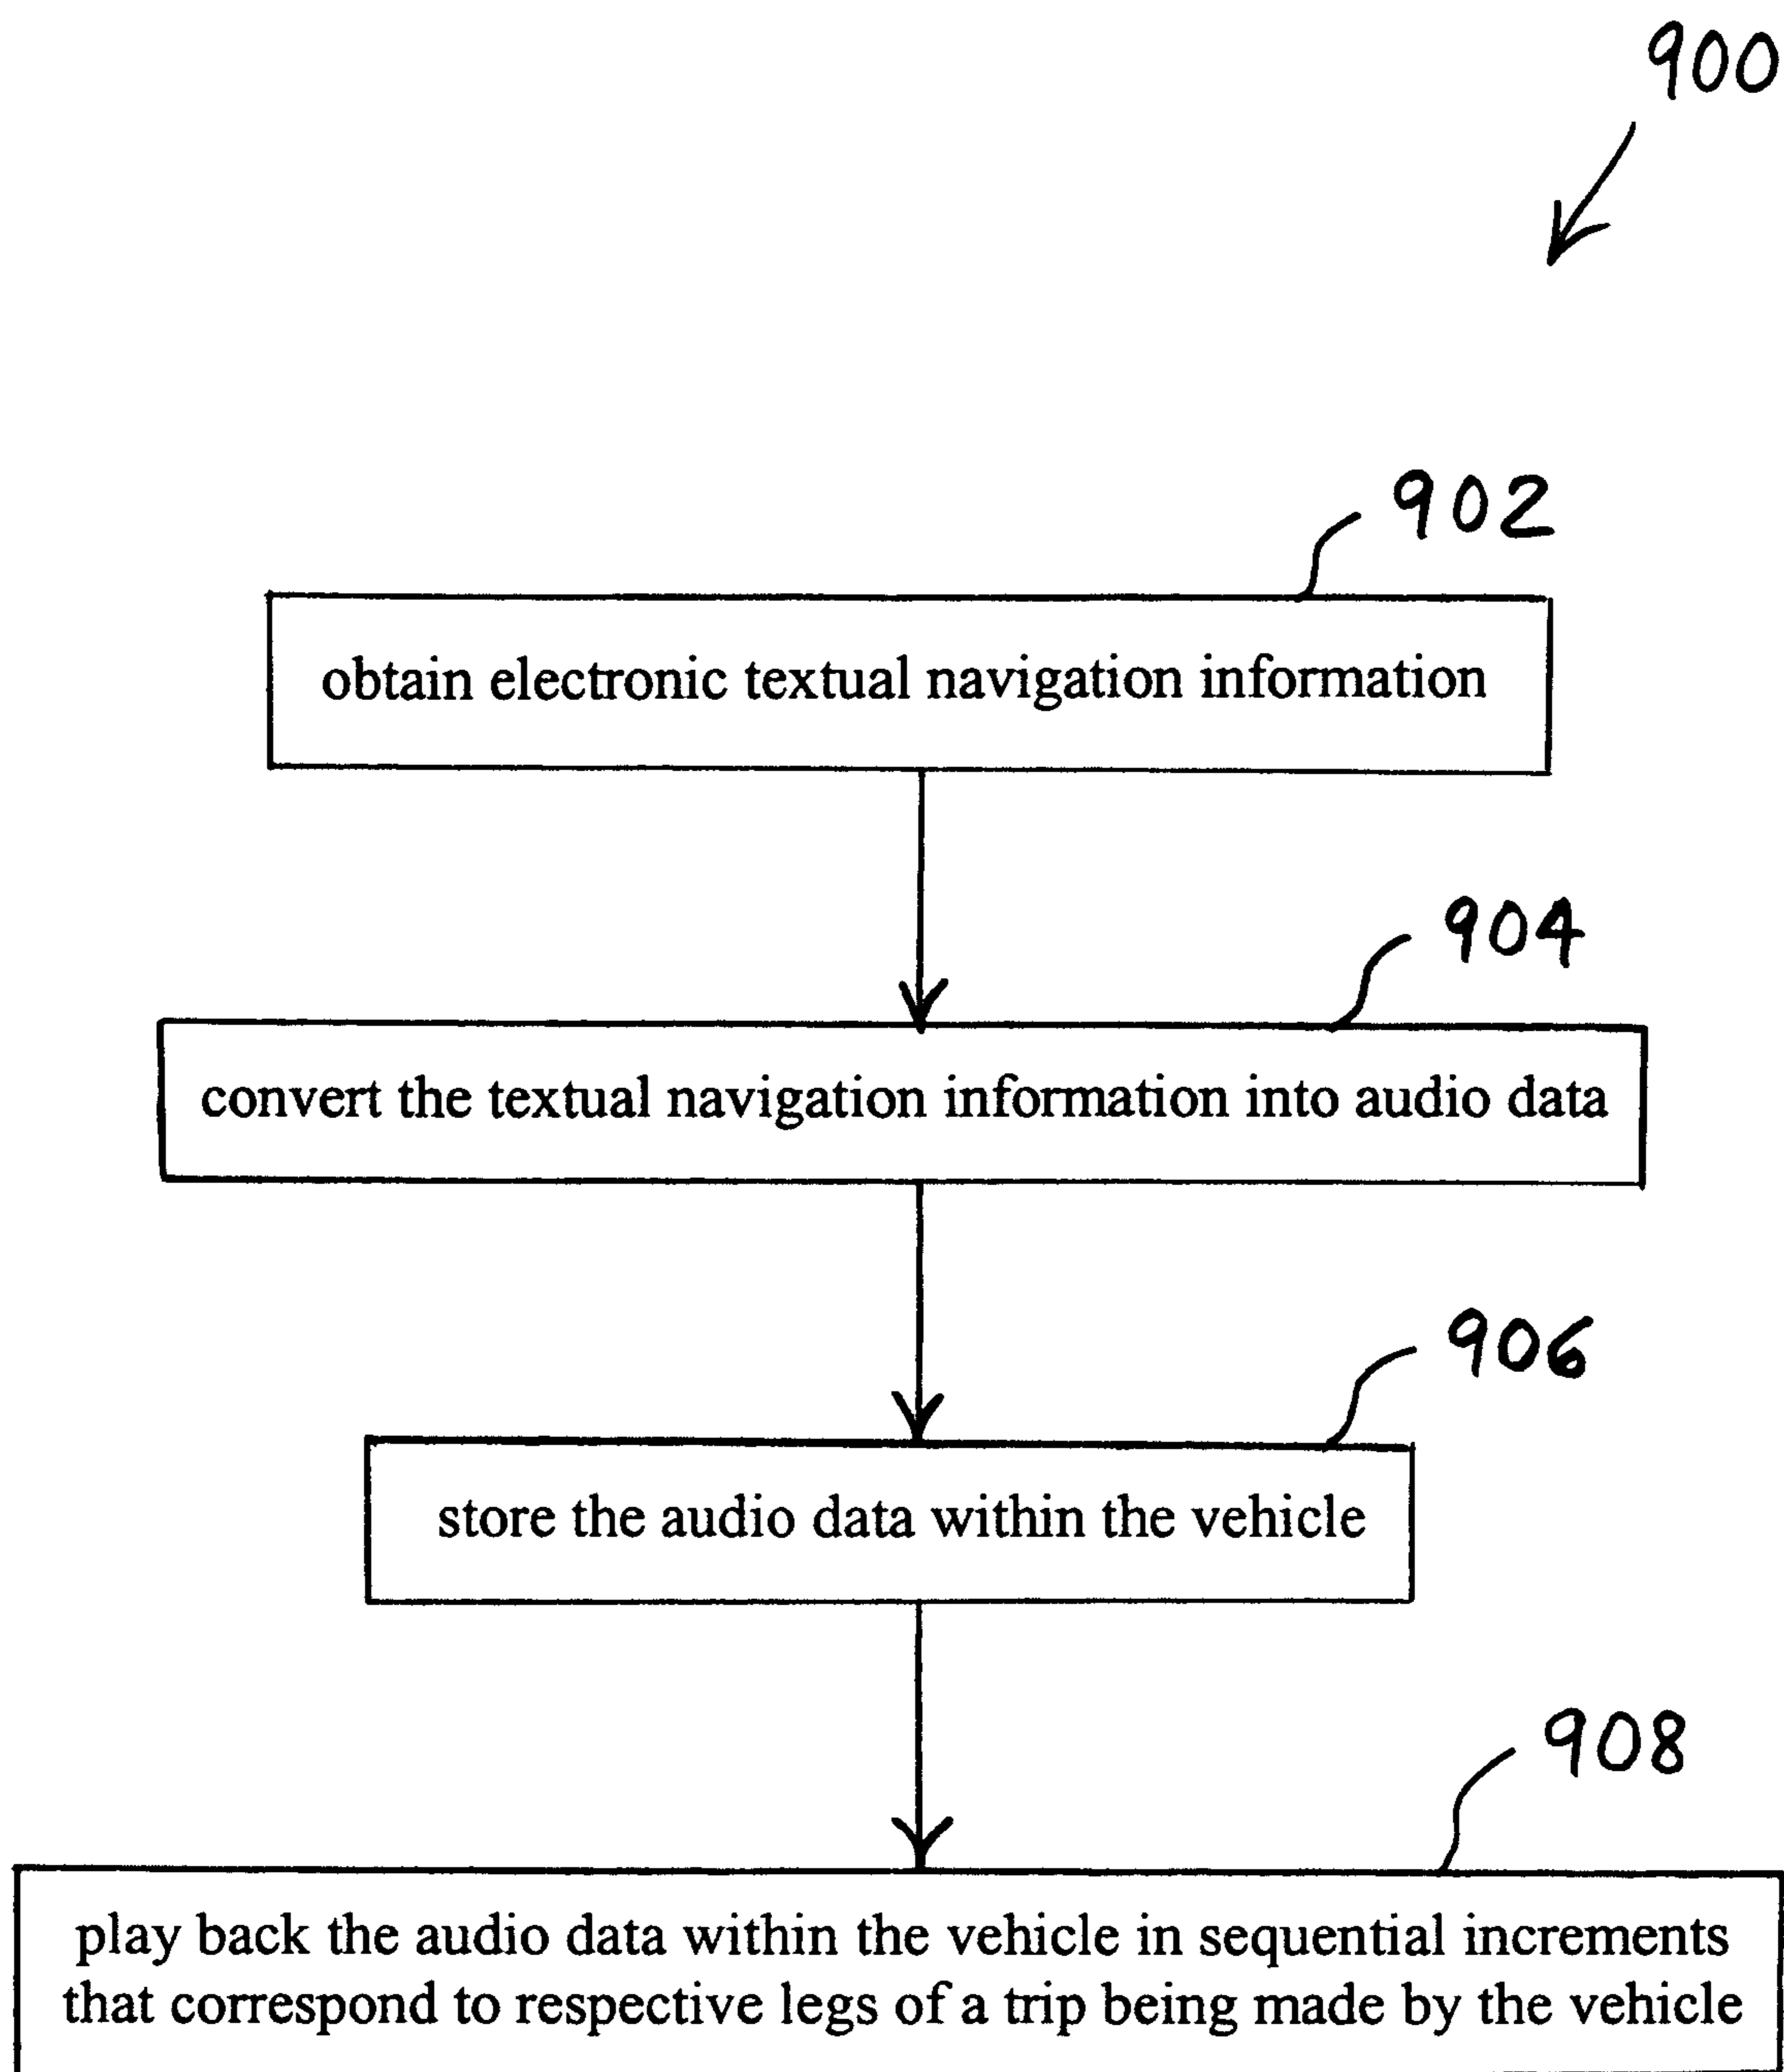 900
902
obtain electronic textual navigation information
904
convert the textual navigation information into audio data
906
store the audio data within the vehicle
908
play back the audio data within the vehicle in sequential increments
that correspond to respective legs of a trip being made by the vehicle